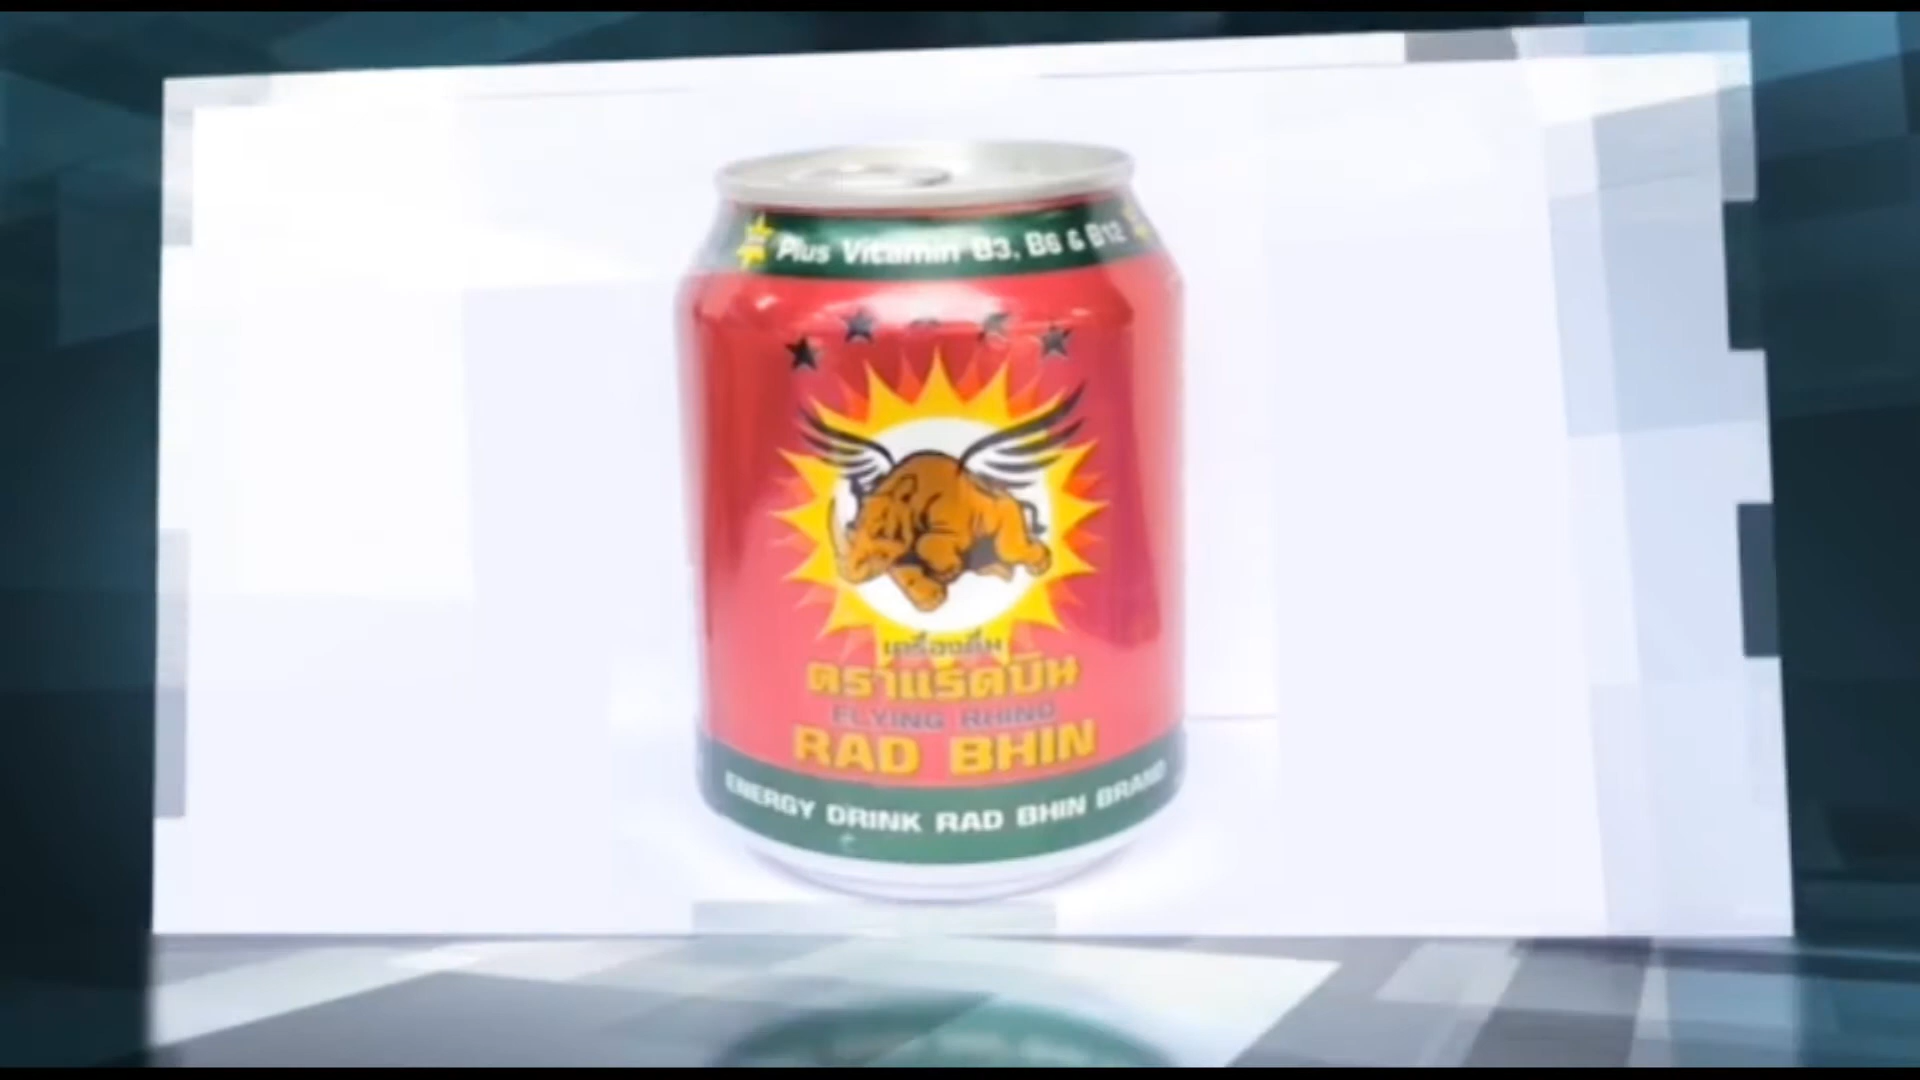 Plus Vitamin B3, B6 & B12
เครื่องดื่ม
ตราแรดบิน
FLYING RHINO
RAD BHIN
ENERGY DRINK RAD BHIN BRAND